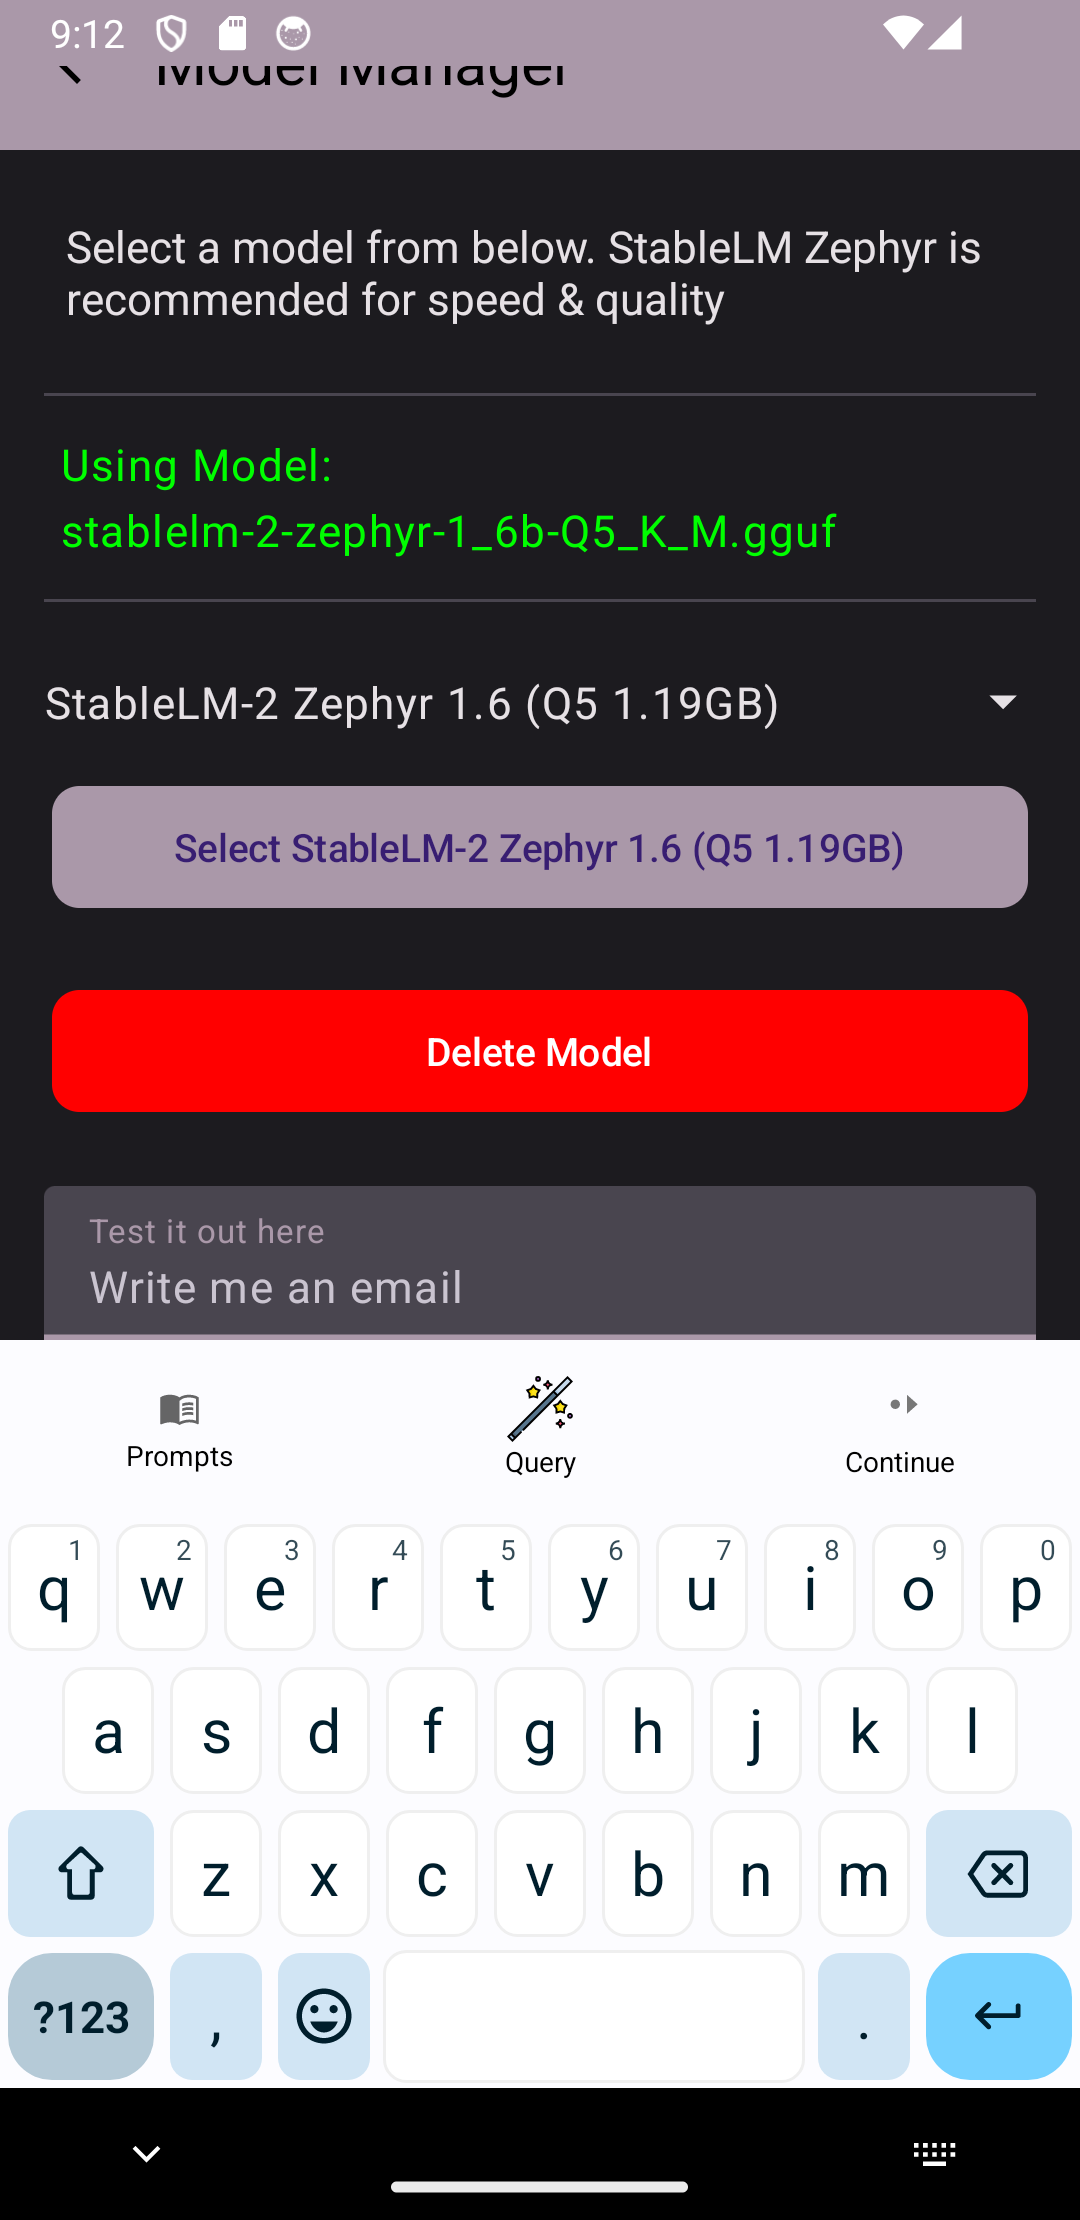 9:12
Model Manager
Select a model from below. StableLM Zephyr is
recommended for speed & quality
Using Model:
stablelm-2-zephyr-1_6b-Q5_K_M.gguf
StableLM-2 Zephyr 1.6 (Q5 1.19GB)
Select StableLM-2 Zephyr 1.6 (Q5 1.19GB)
Delete Model
Test it out here
Write me an email
Prompts Query Continue
1 2 3 4 5 6 7 8 9 0
q w e r t y u i o p
a s d f g h j k l
z x c v b n m
?123 , .